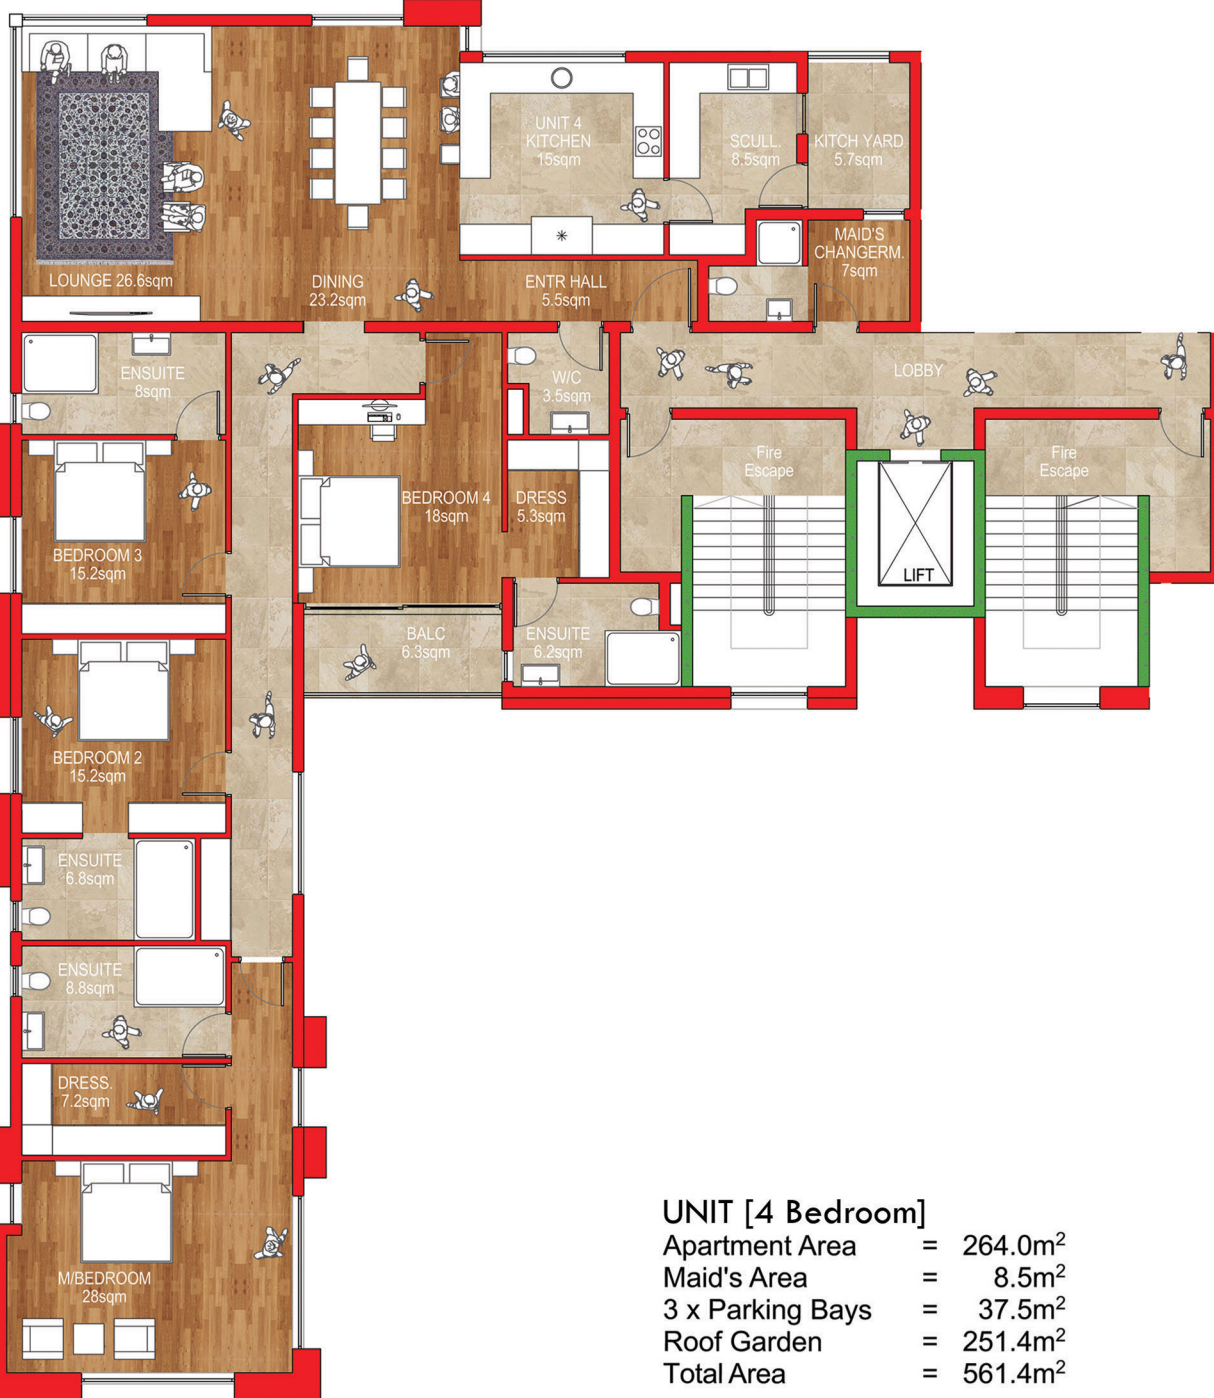 UNIT 4
KITCHEN
15sqm
SCULL.
8.5sqm
KITCH YARD
5.7sqm
LOUNGE 26.6sqm
DINING
23.2sqm
ENTR HALL
5.5sqm
MAID'S
CHANGERM.
7sqm
ENSUITE
8sqm
W/C
3.5sqm
LOBBY
BEDROOM 3
15.2sqm
BEDROOM 4
18sqm
DRESS
5.3sqm
Fire
Escape
LIFT
Fire
Escape
BALC
6.3sqm
ENSUITE
6.2sqm
BEDROOM 2
15.2sqm
ENSUITE
6.8sqm
ENSUITE
8.8sqm
DRESS.
7.2sqm
M/BEDROOM
28sqm
UNIT [4 Bedroom]
Apartment Area = 264.0m²
Maid's Area = 8.5m²
3 x Parking Bays = 37.5m²
Roof Garden = 251.4m²
Total Area = 561.4m²